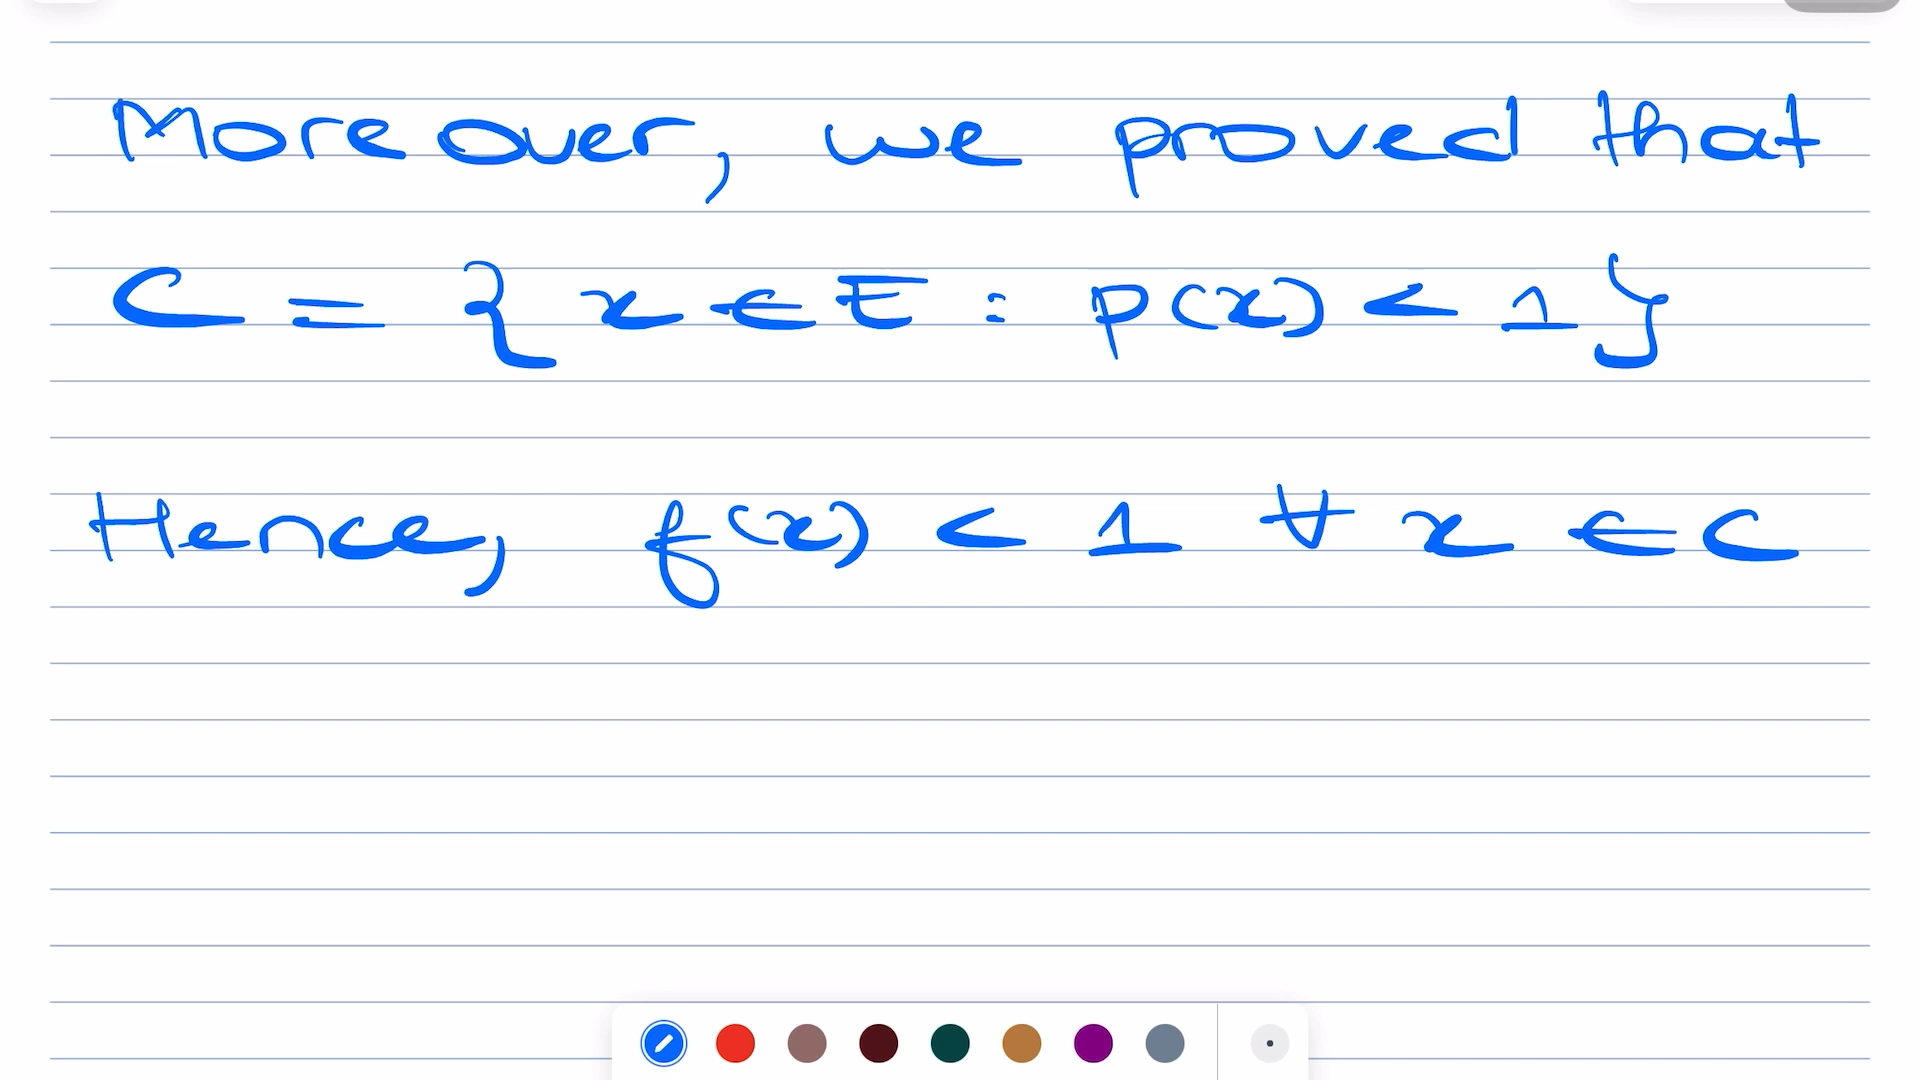 Moreover, we proved that
C = { x ∈ E : p(x) < 1 }
Hence, f(x) < 1 ∀ x ∈ C